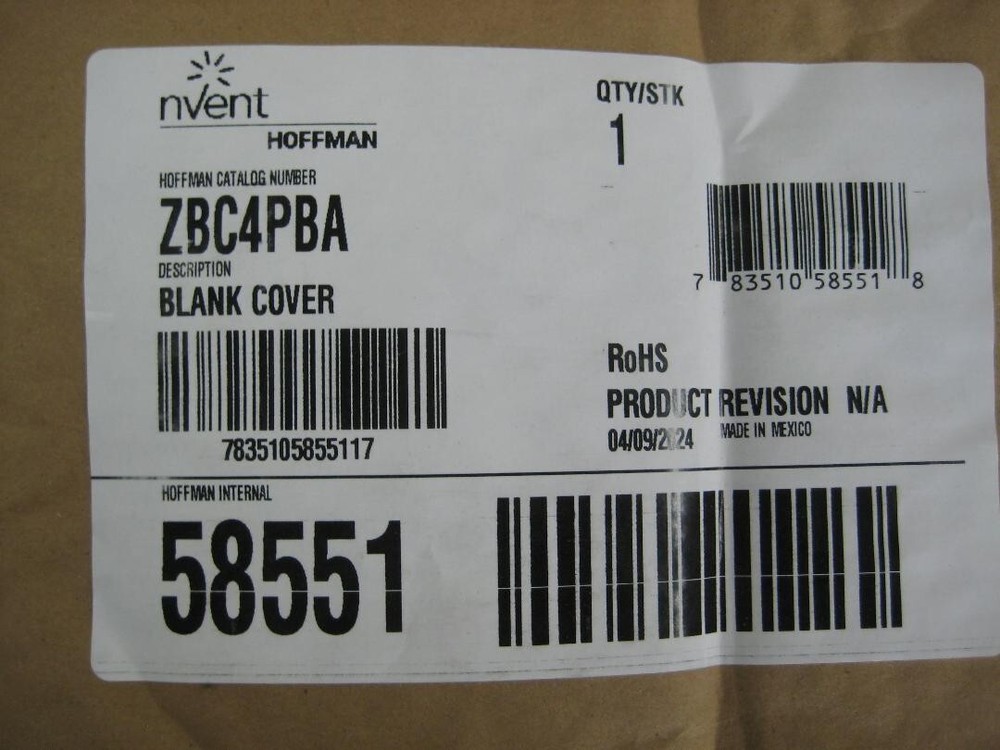 nVent
HOFFMAN
HOFFMAN CATALOG NUMBER
ZBC4PBA
DESCRIPTION
BLANK COVER
7835105855117
QTY/STK
1
7 83510 58551 8
RoHS
PRODUCT REVISION N/A
04/09/2024 MADE IN MEXICO
HOFFMAN INTERNAL
58551